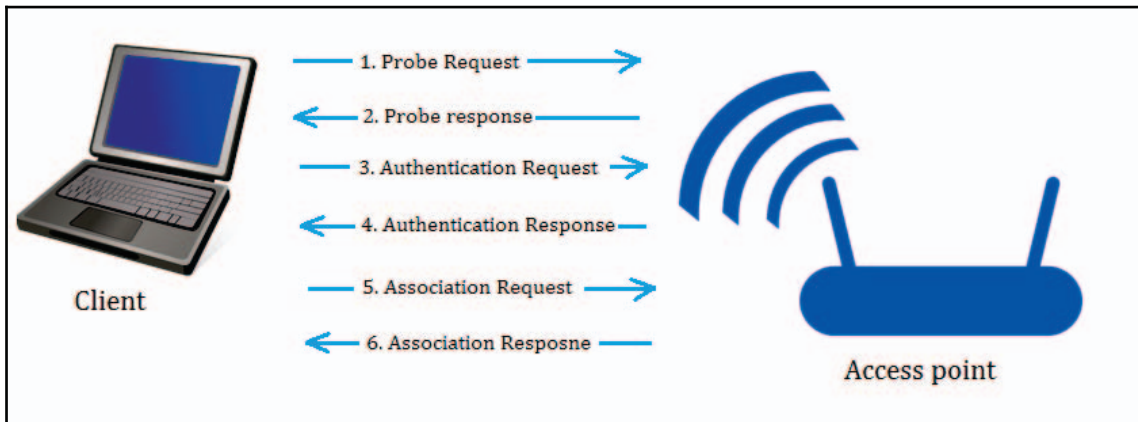 1. Probe Request
2. Probe response
3. Authentication Request
4. Authentication Response
5. Association Request
6. Association Resposne
Client
Access point